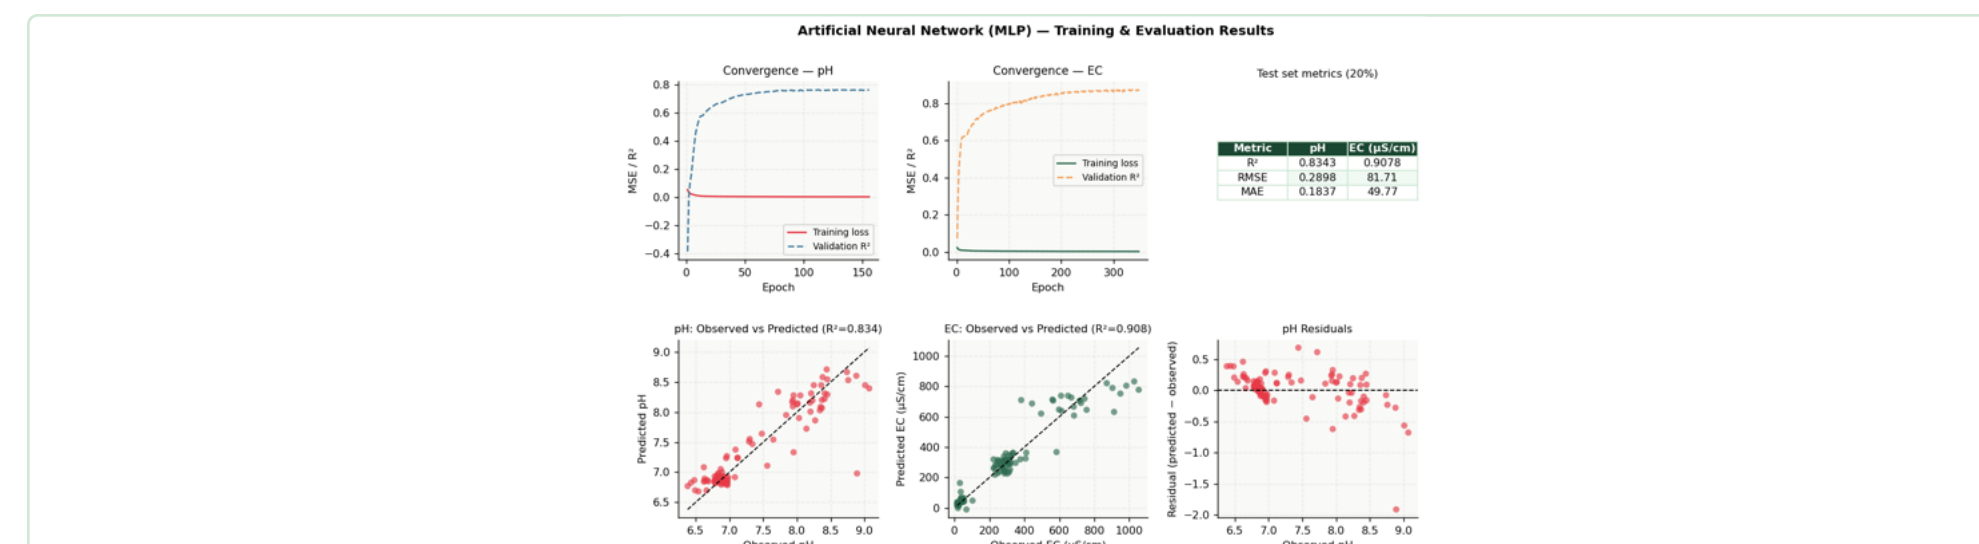 Artificial Neural Network (MLP) — Training & Evaluation Results
Convergence — pH
MSE / R²
0.8
0.6
0.4
0.2
0.0
−0.2
−0.4
Training loss
Validation R²
0 50 100 150
Epoch
Convergence — EC
MSE / R²
0.8
0.6
0.4
0.2
0.0
Training loss
Validation R²
0 100 200 300
Epoch
Test set metrics (20%)
Metric pH EC (µS/cm)
R² 0.8343 0.9078
RMSE 0.2898 81.71
MAE 0.1837 49.77
pH: Observed vs Predicted (R²=0.834)
Predicted pH
9.0
8.5
8.0
7.5
7.0
6.5
6.5 7.0 7.5 8.0 8.5 9.0
Observed pH
EC: Observed vs Predicted (R²=0.908)
Predicted EC (µS/cm)
1000
800
600
400
200
0
0 200 400 600 800 1000
Observed EC (µS/cm)
pH Residuals
Residual (predicted − observed)
0.5
0.0
−0.5
−1.0
−1.5
−2.0
6.5 7.0 7.5 8.0 8.5 9.0
Observed pH